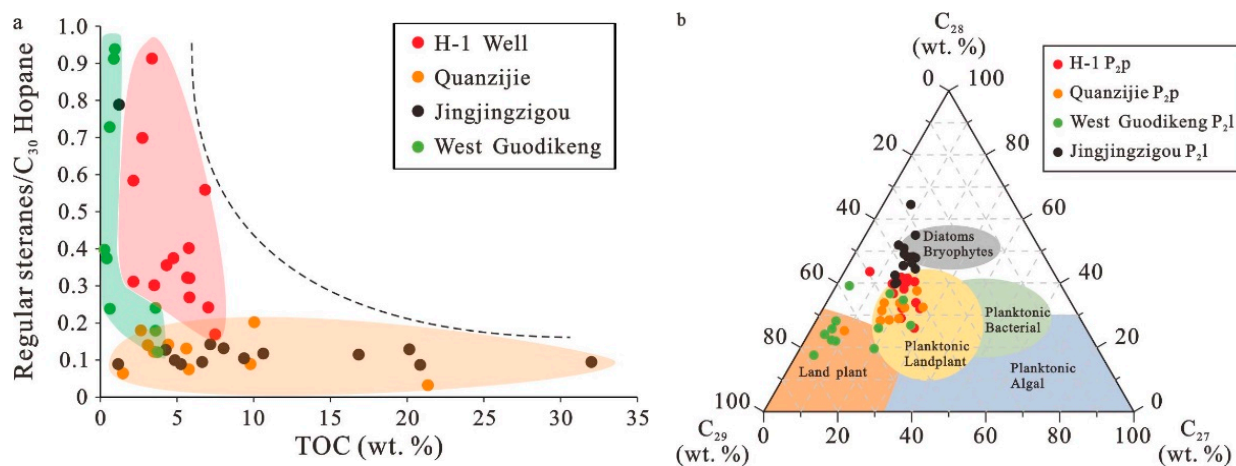 a
Regular steranes/C₃₀ Hopane
1.0
0.9
0.8
0.7
0.6
0.5
0.4
0.3
0.2
0.1
0
0 5 10 15 20 25 30 35
TOC (wt. %)
H-1 Well
Quanzijie
Jingjingzigou
West Guodikeng
b
C₂₈
(wt. %)
0 100
20 80
40 60
60 40
80 20
100 0
C₂₉
(wt. %)
0 20 40 60 80 100
C₂₇
(wt. %)
H-1 P₂p
Quanzijie P₂p
West Guodikeng P₂l
Jingjingzigou P₂l
Diatoms
Bryophytes
Planktonic
Bacterial
Planktonic
Landplant
Planktonic
Algal
Land plant